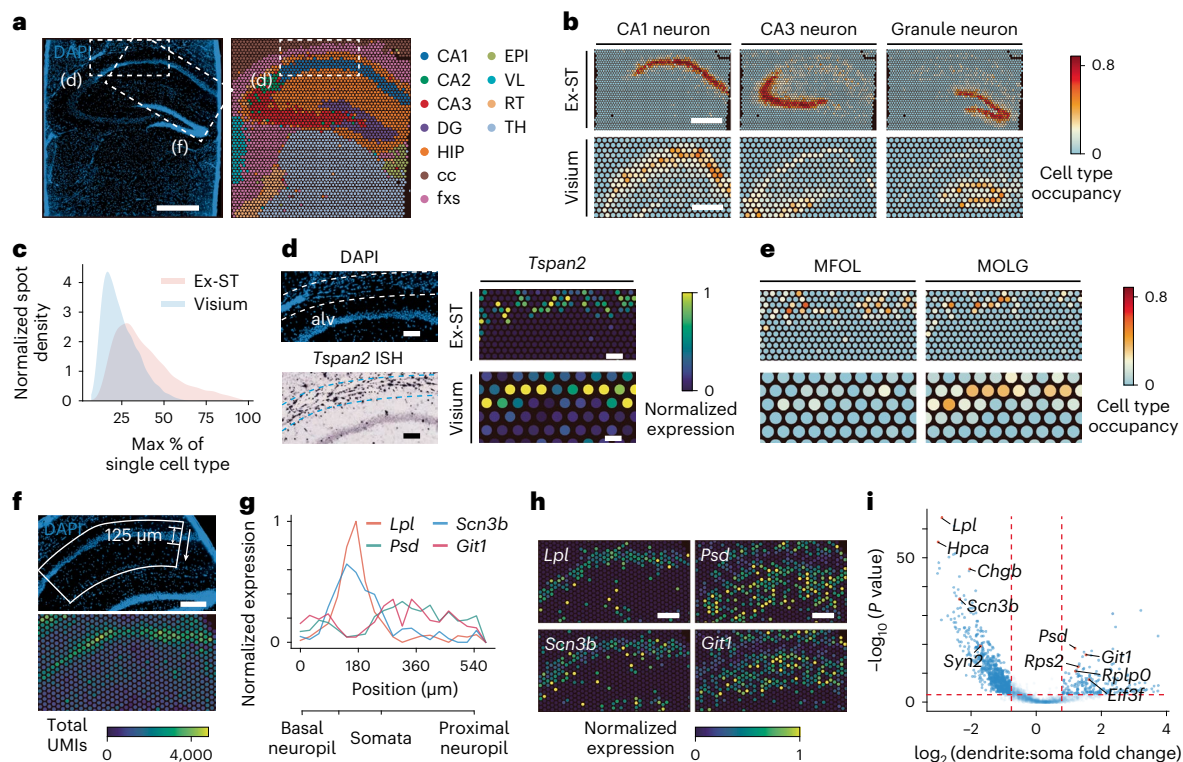 a
DAPI
(d)
(f)
(d)
CA1
CA2
CA3
DG
HIP
cc
fxs
EPI
VL
RT
TH
b
CA1 neuron
CA3 neuron
Granule neuron
Ex-ST
Visium
0.8
0
Cell type
occupancy
c
Normalized spot
density
4
3
2
1
0
Ex-ST
Visium
25 50 75 100
Max % of
single cell type
d
DAPI
alv
Tspan2 ISH
Tspan2
Ex-ST
Visium
1
0
Normalized
expression
e
MFOL
MOLG
0.8
0
Cell type
occupancy
f
DAPI
125 µm
Total
UMIs
0
4,000
g
Normalized expression
1
0
Lpl
Scn3b
Psd
Git1
0 180 360 540
Position (µm)
Basal
neuropil
Somata
Proximal
neuropil
h
Lpl
Psd
Scn3b
Git1
Normalized
expression
0
1
i
−log10 (P value)
50
0
Lpl
Hpca
Chgb
Scn3b
Syn2
Psd
Git1
Rps2
Rplp0
Eif3f
−2 0 2 4
log2 (dendrite:soma fold change)